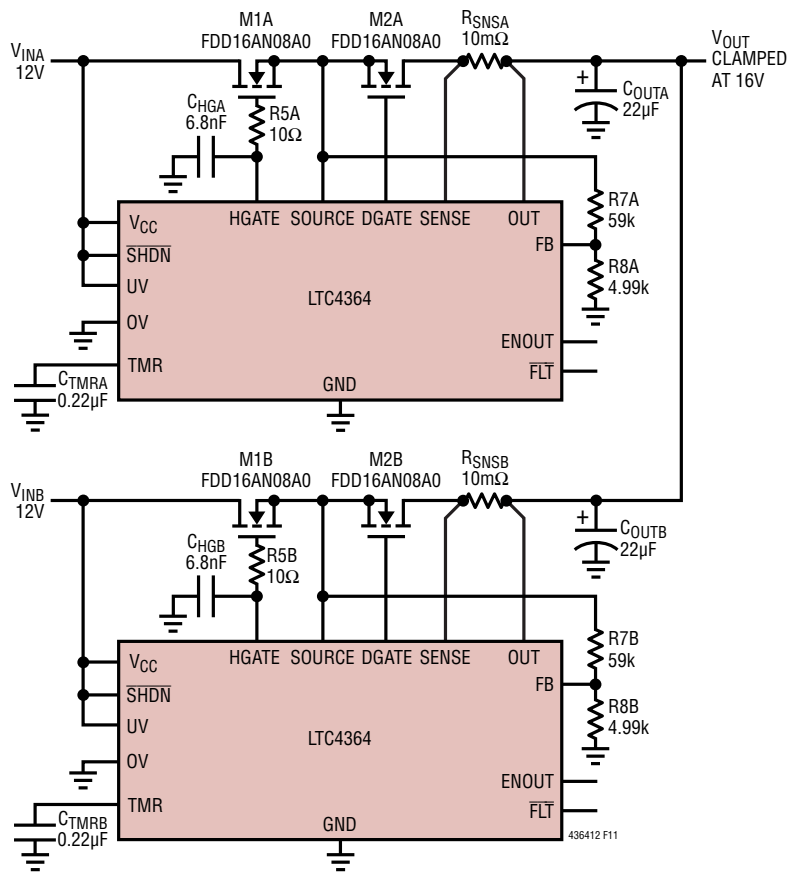 M1A
FDD16AN08A0
M2A
FDD16AN08A0
RSNSA
10mΩ
VINA
12V
VOUT
CLAMPED
AT 16V
CHGA
6.8nF
R5A
10Ω
+
COUTA
22µF
R7A
59k
R8A
4.99k
VCC
SHDN
UV
OV
TMR
HGATE
SOURCE
DGATE
SENSE
OUT
FB
LTC4364
ENOUT
FLT
GND
CTMRA
0.22µF
M1B
FDD16AN08A0
M2B
FDD16AN08A0
RSNSB
10mΩ
VINB
12V
CHGB
6.8nF
R5B
10Ω
+
COUTB
22µF
R7B
59k
R8B
4.99k
VCC
SHDN
UV
OV
TMR
HGATE
SOURCE
DGATE
SENSE
OUT
FB
LTC4364
ENOUT
FLT
GND
CTMRB
0.22µF
436412 F11